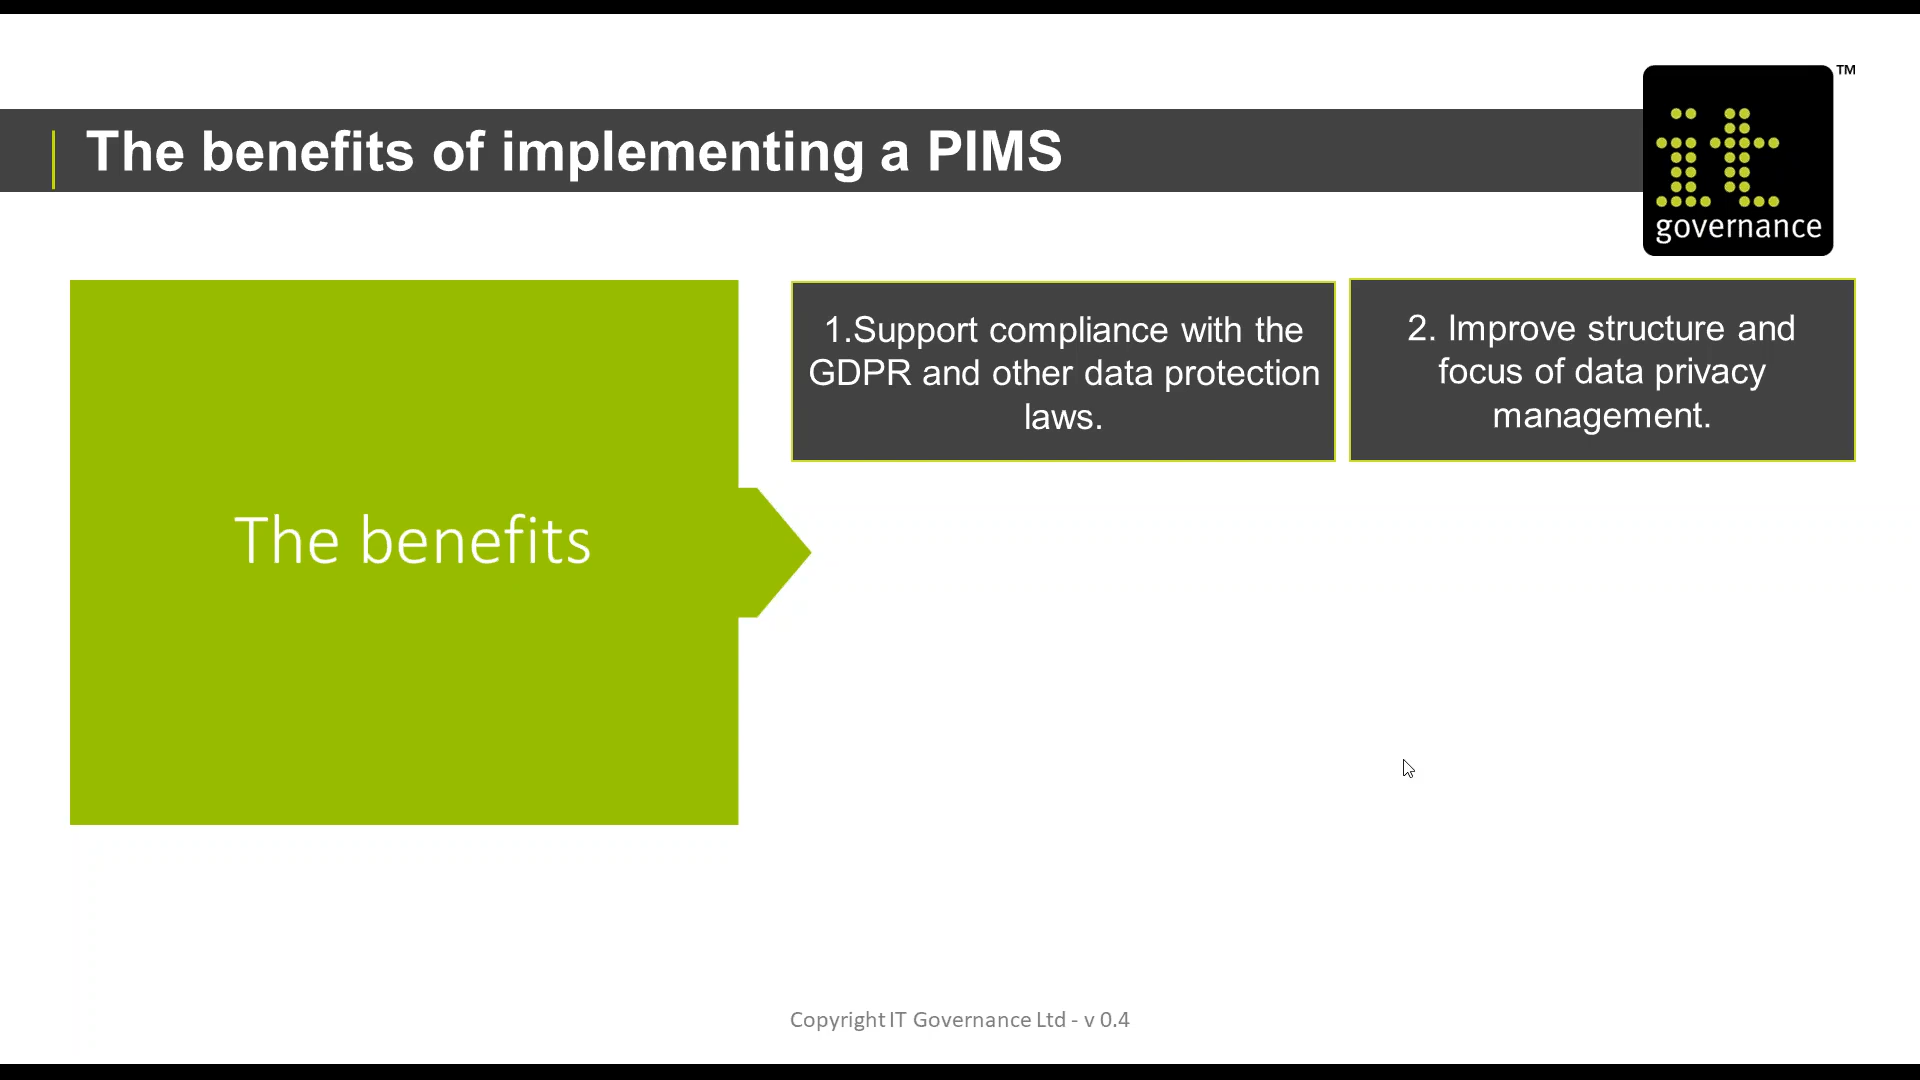 TM
The benefits of implementing a PIMS
it
governance
The benefits
1.Support compliance with the
GDPR and other data protection
laws.
2. Improve structure and
focus of data privacy
management.
Copyright IT Governance Ltd - v 0.4